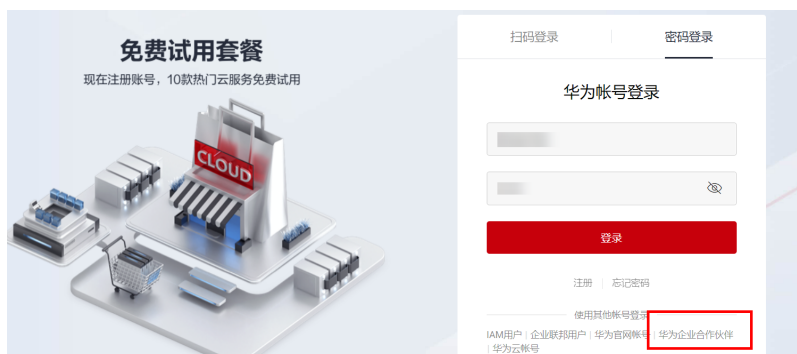 免费试用套餐
现在注册账号，10款热门云服务免费试用
CLOUD
扫码登录
密码登录
华为帐号登录
登录
注册 | 忘记密码
使用其他帐号登录
IAM用户 | 企业联邦用户 | 华为官网帐号 | 华为企业合作伙伴
| 华为云帐号